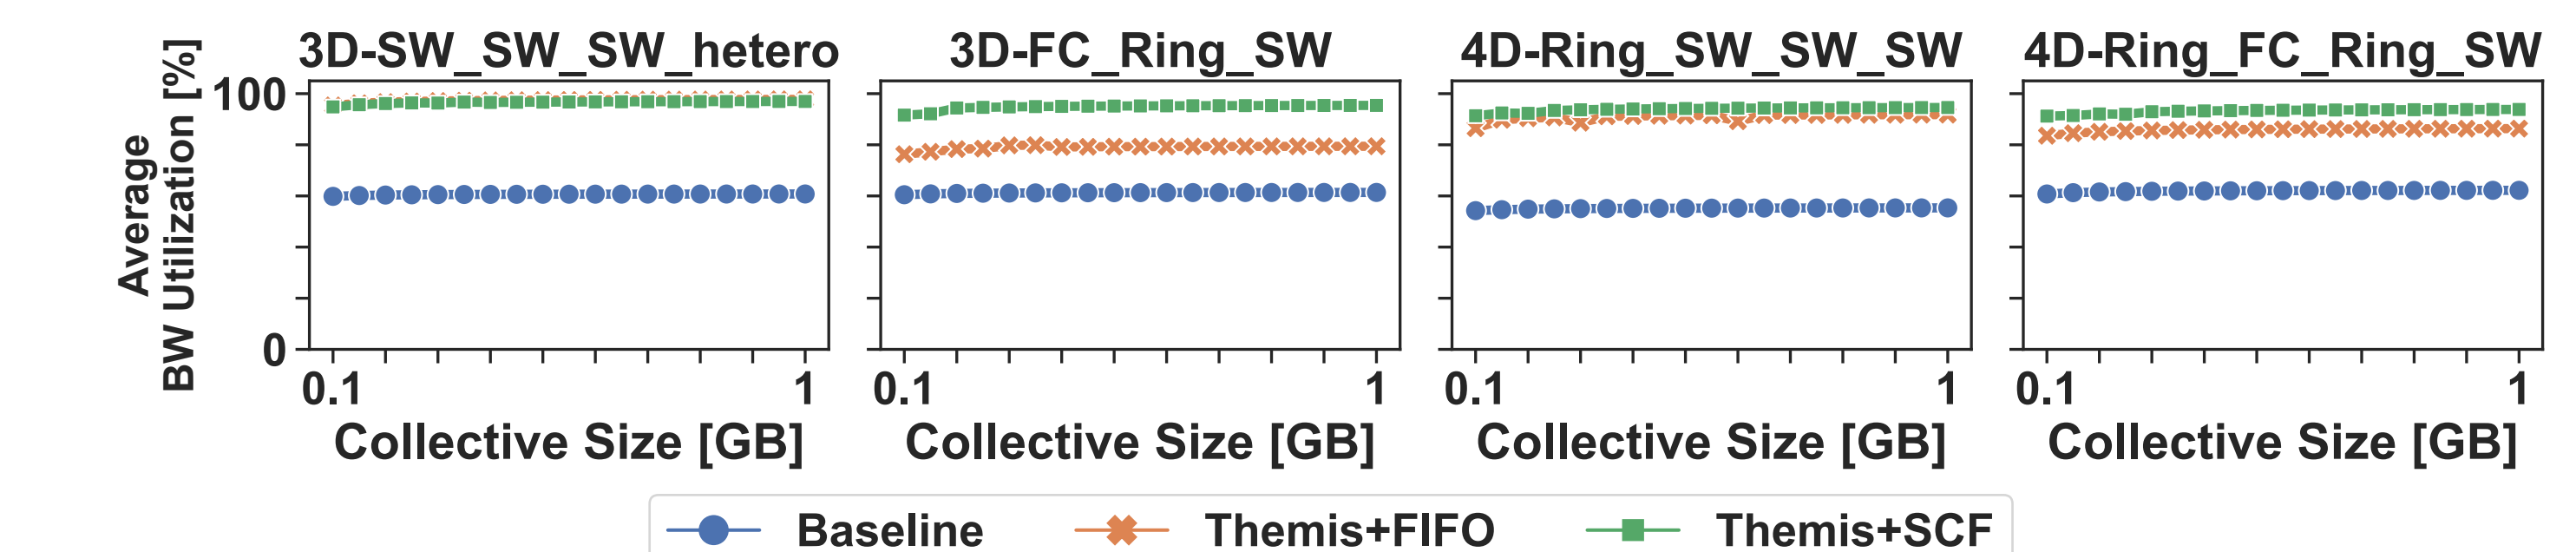 3D-SW_SW_SW_hetero
3D-FC_Ring_SW
4D-Ring_SW_SW_SW
4D-Ring_FC_Ring_SW
Average
BW Utilization [%]
100
0
0.1 1
0.1 1
0.1 1
0.1 1
Collective Size [GB]
Collective Size [GB]
Collective Size [GB]
Collective Size [GB]
Baseline
Themis+FIFO
Themis+SCF